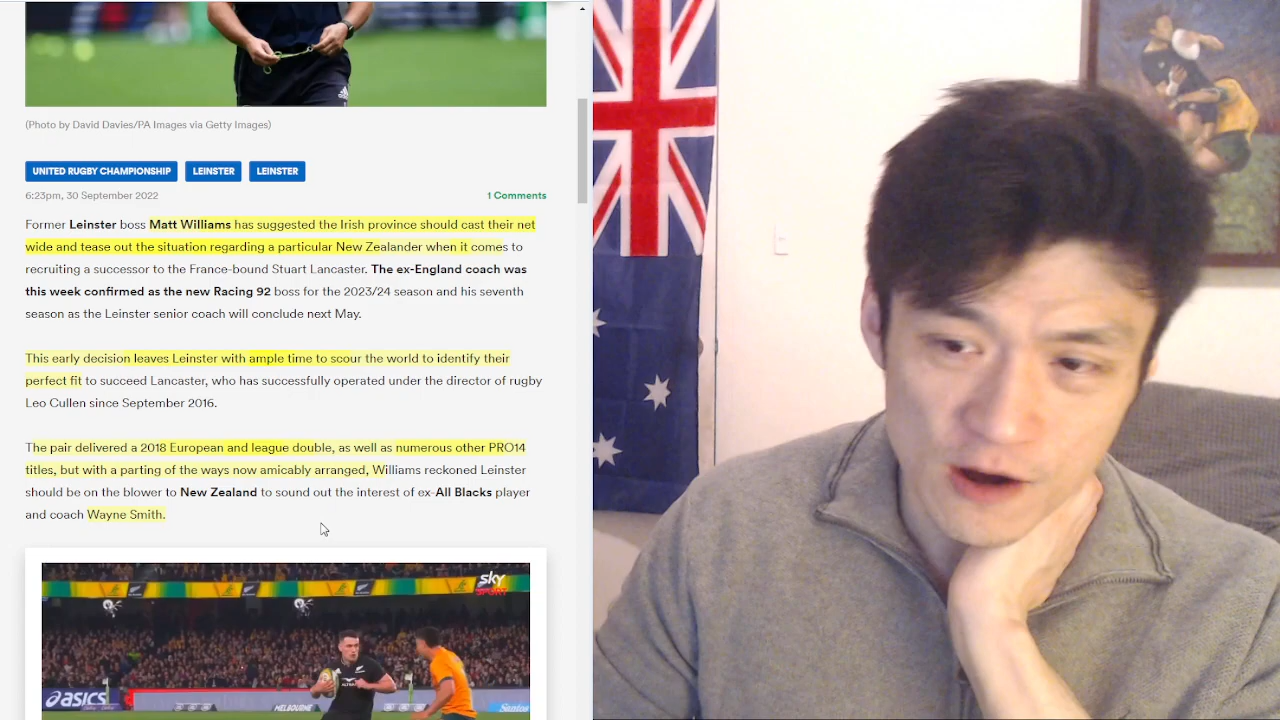 (Photo by David Davies/PA Images via Getty Images)
UNITED RUGBY CHAMPIONSHIP LEINSTER LEINSTER
6:23pm, 30 September 2022 1 Comments
Former Leinster boss Matt Williams has suggested the Irish province should cast their net
wide and tease out the situation regarding a particular New Zealander when it comes to
recruiting a successor to the France-bound Stuart Lancaster. The ex-England coach was
this week confirmed as the new Racing 92 boss for the 2023/24 season and his seventh
season as the Leinster senior coach will conclude next May.
This early decision leaves Leinster with ample time to scour the world to identify their
perfect fit to succeed Lancaster, who has successfully operated under the director of rugby
Leo Cullen since September 2016.
The pair delivered a 2018 European and league double, as well as numerous other PRO14
titles, but with a parting of the ways now amicably arranged, Williams reckoned Leinster
should be on the blower to New Zealand to sound out the interest of ex-All Blacks player
and coach Wayne Smith.
sky
SPORT
asics
MELBOURNE
Santos